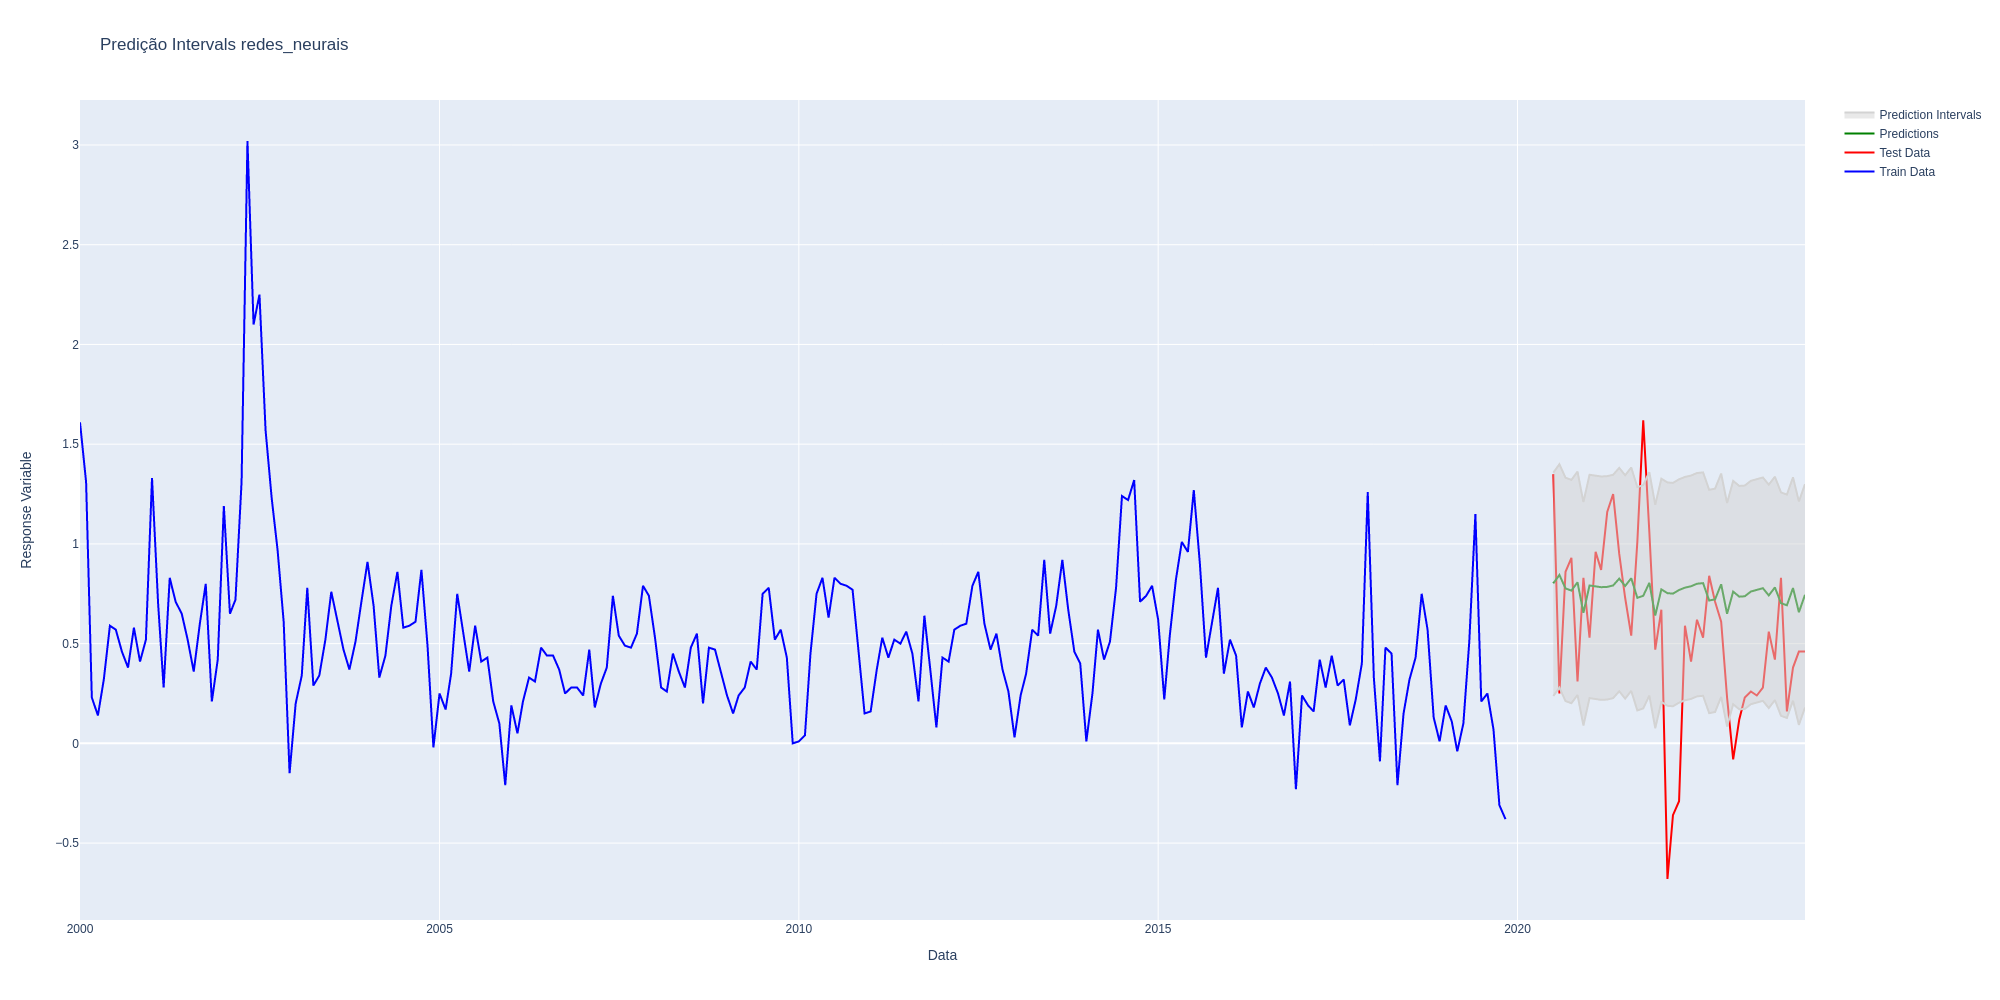 Predição Intervals redes_neurais
Prediction Intervals
Predictions
Test Data
Train Data
3
2.5
2
1.5
1
0.5
0
−0.5
Response Variable
2000
2005
2010
2015
2020
Data